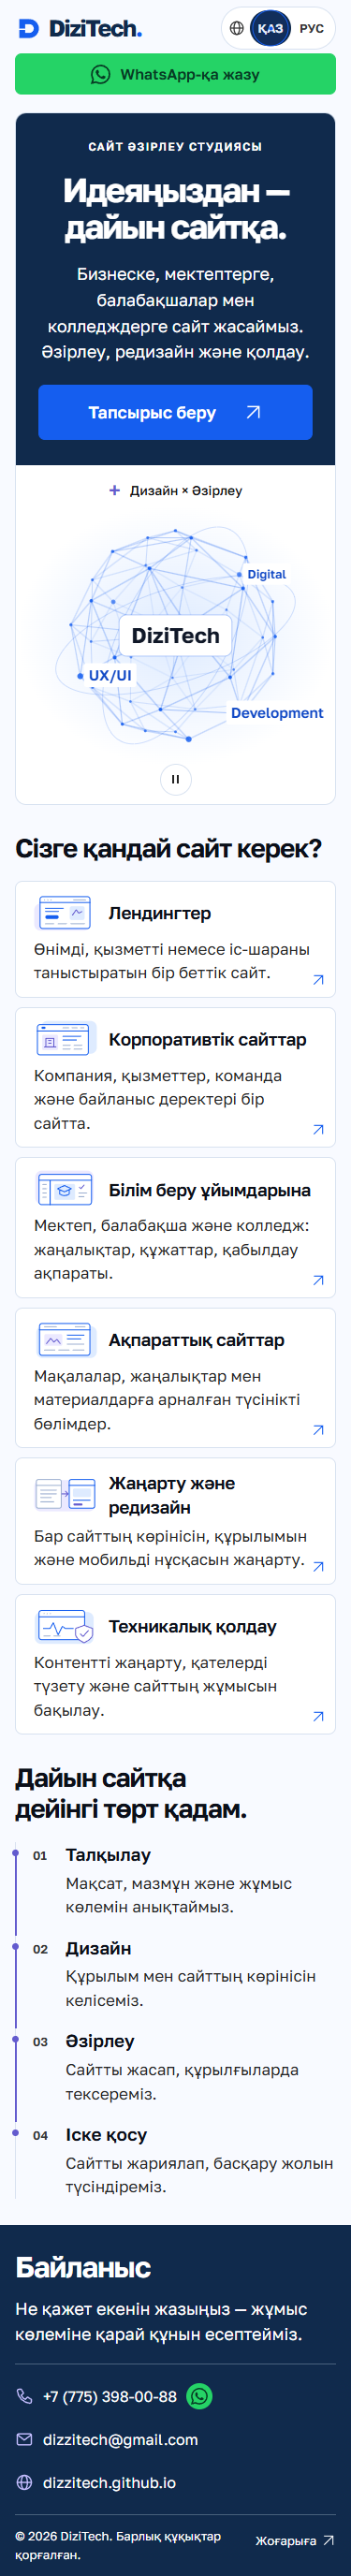 DiziTech.
ҚАЗ РУС
WhatsApp-қа жазу
САЙТ ӘЗІРЛЕУ СТУДИЯСЫ
Идеяңыздан —
дайын сайтқа.
Бизнеске, мектептерге,
балабақшалар мен
колледждерге сайт жасаймыз.
Әзірлеу, редизайн және қолдау.
Тапсырыс беру
Дизайн × Әзірлеу
Digital
DiziTech
UX/UI
Development
Сізге қандай сайт керек?
Лендингтер
Өнімді, қызметті немесе іс-шараны
таныстыратын бір беттік сайт.
Корпоративтік сайттар
Компания, қызметтер, команда
және байланыс деректері бір
сайтта.
Білім беру ұйымдарына
Мектеп, балабақша және колледж:
жаңалықтар, құжаттар, қабылдау
ақпараты.
Ақпараттық сайттар
Мақалалар, жаңалықтар мен
материалдарға арналған түсінікті
бөлімдер.
Жаңарту және
редизайн
Бар сайттың көрінісін, құрылымын
және мобильді нұсқасын жаңарту.
Техникалық қолдау
Контентті жаңарту, қателерді
түзету және сайттың жұмысын
бақылау.
Дайын сайтқа
дейінгі төрт қадам.
01 Талқылау
Мақсат, мазмұн және жұмыс
көлемін анықтаймыз.
02 Дизайн
Құрылым мен сайттың көрінісін
келісеміз.
03 Әзірлеу
Сайтты жасап, құрылғыларда
тексереміз.
04 Іске қосу
Сайтты жариялап, басқару жолын
түсіндіреміз.
Байланыс
Не қажет екенін жазыңыз — жұмыс
көлеміне қарай құнын есептейміз.
+7 (775) 398-00-88
dizzitech@gmail.com
dizzitech.github.io
© 2026 DiziTech. Барлық құқықтар
қорғалған.
Жоғарыға